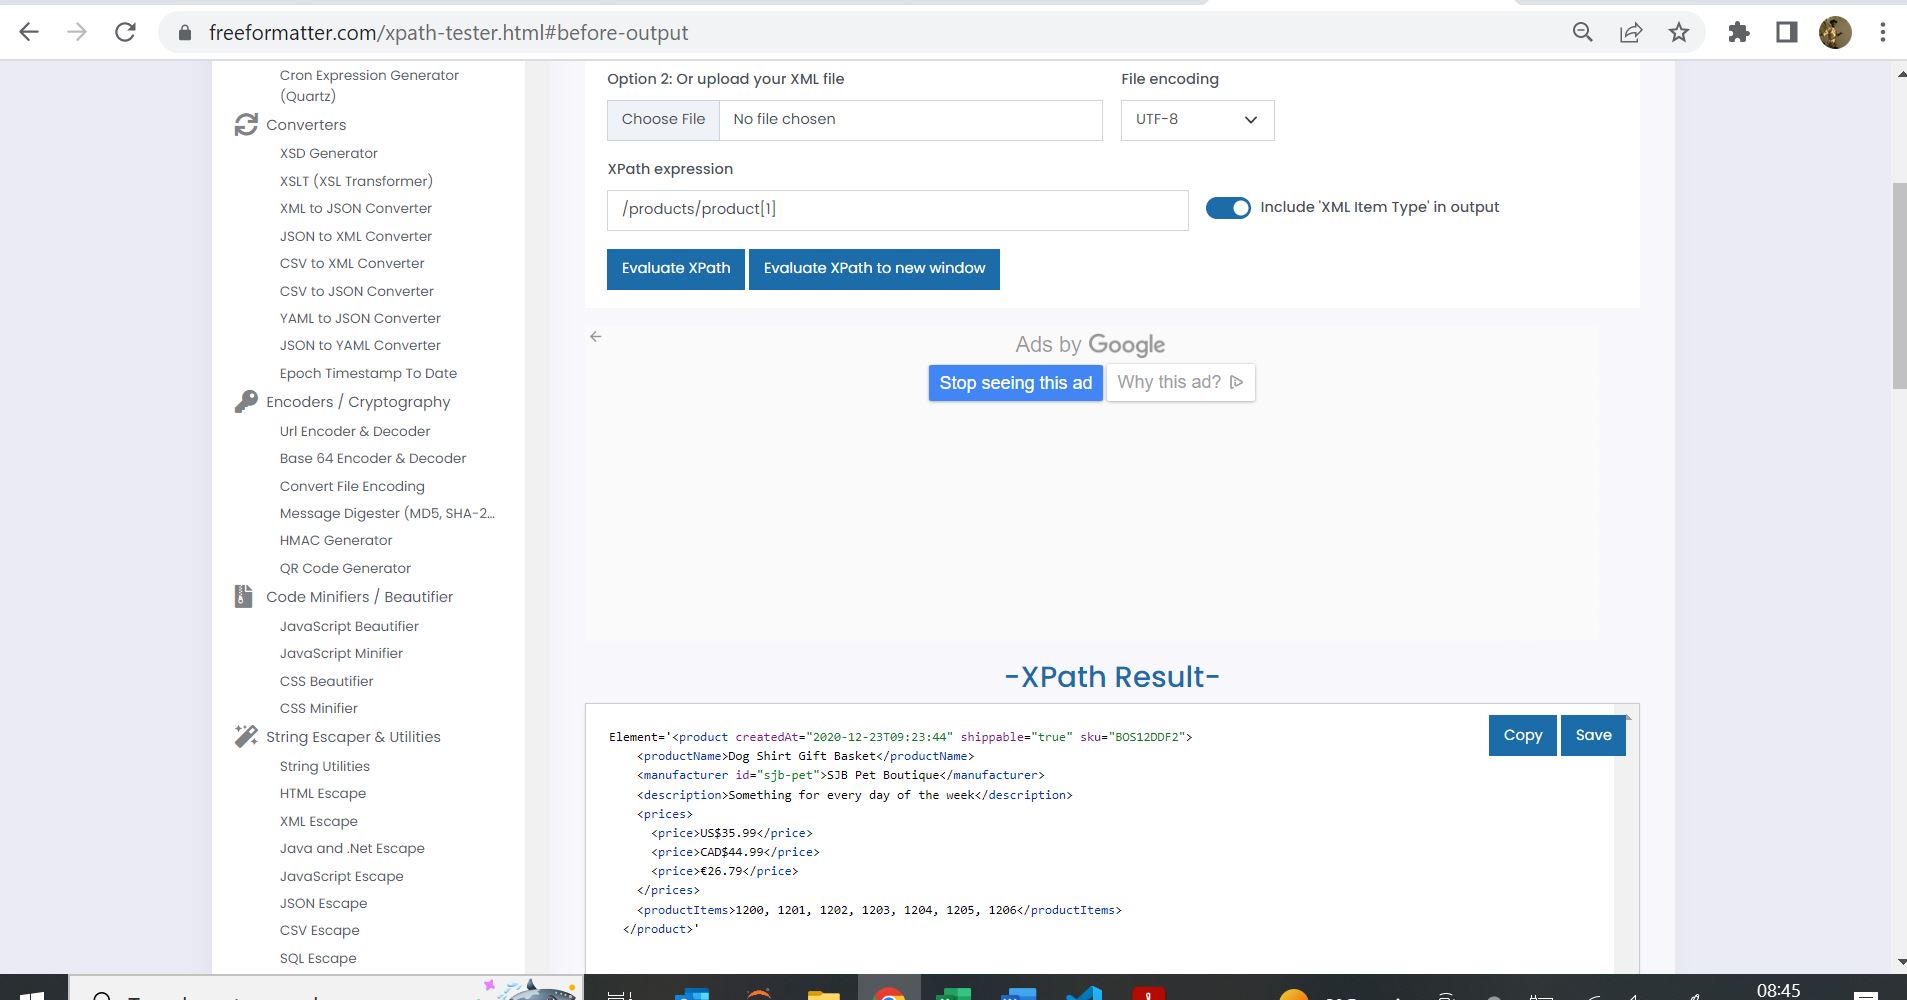 freeformatter.com/xpath-tester.html#before-output
Cron Expression Generator
(Quartz)
Converters
XSD Generator
XSLT (XSL Transformer)
XML to JSON Converter
JSON to XML Converter
CSV to XML Converter
CSV to JSON Converter
YAML to JSON Converter
JSON to YAML Converter
Epoch Timestamp To Date
Encoders / Cryptography
Url Encoder & Decoder
Base 64 Encoder & Decoder
Convert File Encoding
Message Digester (MD5, SHA-2...
HMAC Generator
QR Code Generator
Code Minifiers / Beautifier
JavaScript Beautifier
JavaScript Minifier
CSS Beautifier
CSS Minifier
String Escaper & Utilities
String Utilities
HTML Escape
XML Escape
Java and .Net Escape
JavaScript Escape
JSON Escape
CSV Escape
SQL Escape
Option 2: Or upload your XML file
File encoding
Choose File
No file chosen
UTF-8
XPath expression
/products/product[1]
Include 'XML Item Type' in output
Evaluate XPath
Evaluate XPath to new window
Ads by Google
Stop seeing this ad
Why this ad?
-XPath Result-
Copy
Save
Element='<product createdAt="2020-12-23T09:23:44" shippable="true" sku="BOS12DDF2">
<productName>Dog Shirt Gift Basket</productName>
<manufacturer id="sjb-pet">SJB Pet Boutique</manufacturer>
<description>Something for every day of the week</description>
<prices>
<price>US$35.99</price>
<price>CAD$44.99</price>
<price>€26.79</price>
</prices>
<productItems>1200, 1201, 1202, 1203, 1204, 1205, 1206</productItems>
</product>'
08:45